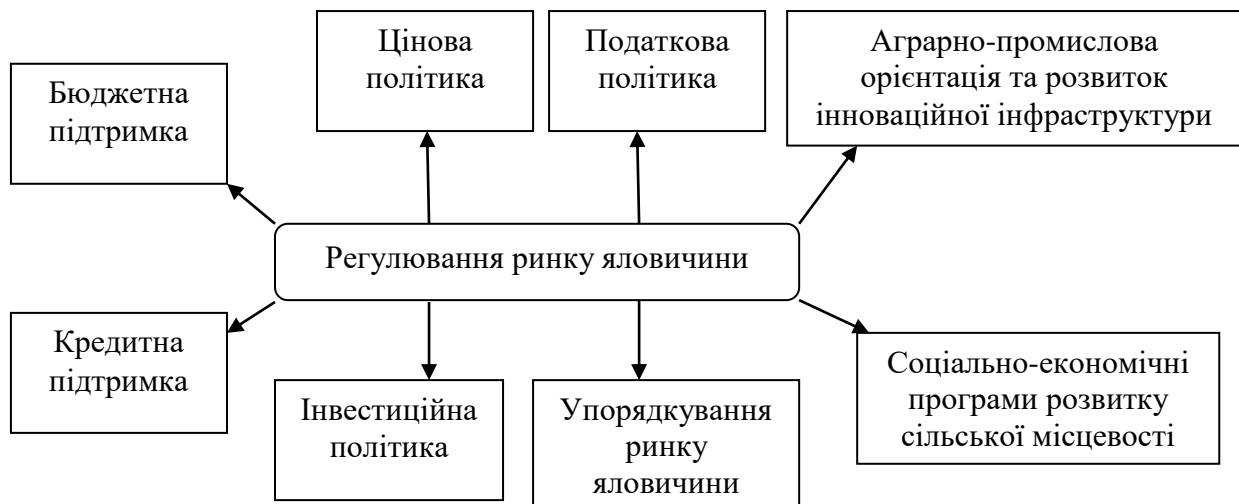 Бюджетна
підтримка
Цінова
політика
Податкова
політика
Аграрно-промислова
орієнтація та розвиток
інноваційної інфраструктури
Регулювання ринку яловичини
Кредитна
підтримка
Інвестиційна
політика
Упорядкування
ринку
яловичини
Соціально-економічні
програми розвитку
сільської місцевості